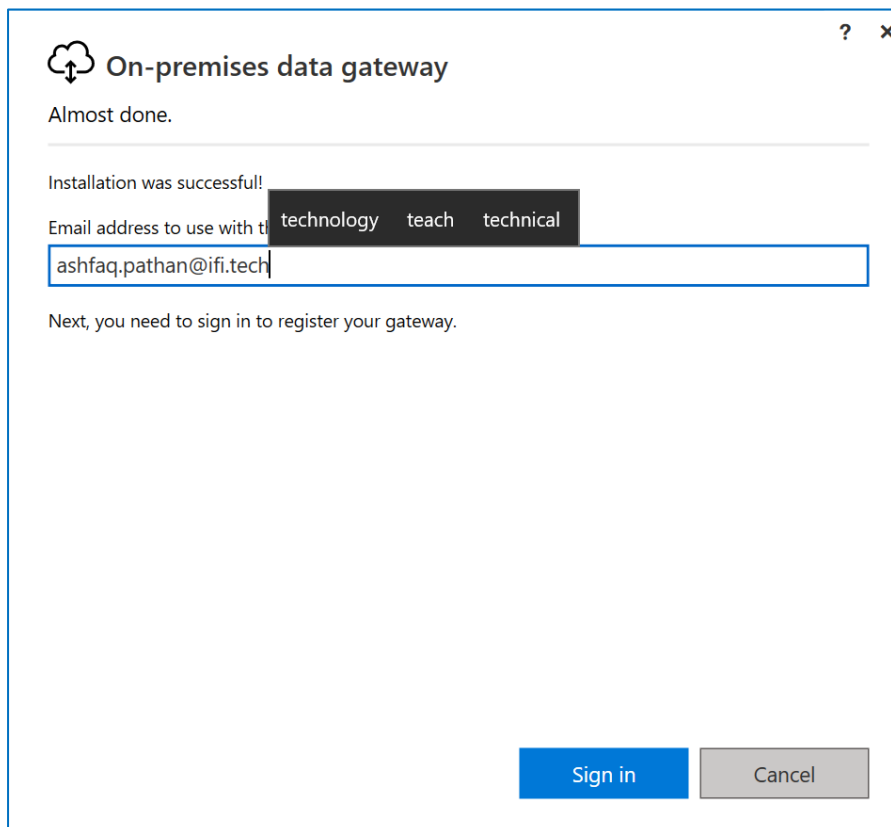 ? ×
On-premises data gateway
Almost done.
Installation was successful!
Email address to use with
technology teach technical
ashfaq.pathan@ifi.tech
Next, you need to sign in to register your gateway.
Sign in Cancel